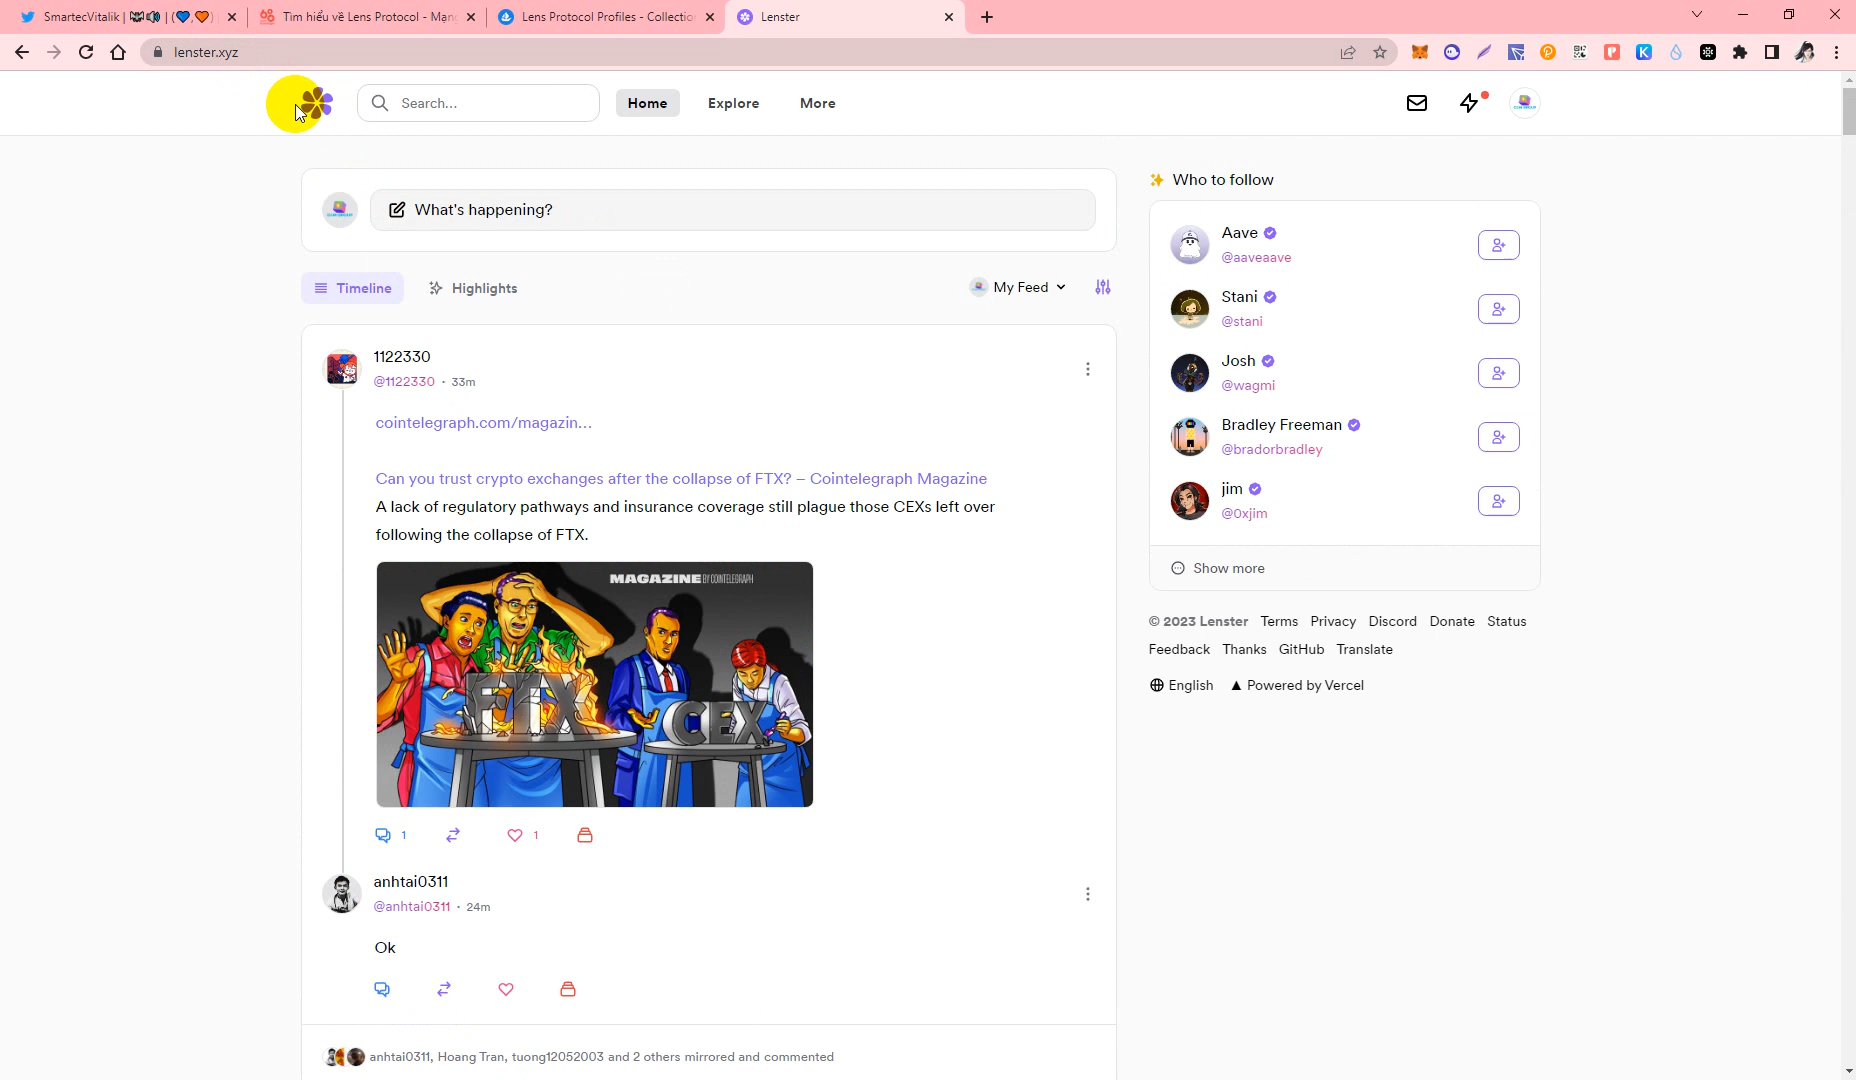 SmartecVitalik |
Tìm hiểu về Lens Protocol - Mạng
Lens Protocol Profiles - Collectio
Lenster
lenster.xyz
Search...
Home
Explore
More
What's happening?
Timeline
Highlights
My Feed
1122330
@1122330 · 33m
cointelegraph.com/magazin...
Can you trust crypto exchanges after the collapse of FTX? – Cointelegraph Magazine
A lack of regulatory pathways and insurance coverage still plague those CEXs left over
following the collapse of FTX.
MAGAZINE BY COINTELEGRAPH
FTX
CEX
1
1
anhtai0311
@anhtai0311 · 24m
Ok
anhtai0311, Hoang Tran, tuong12052003 and 2 others mirrored and commented
Who to follow
Aave
@aaveaave
Stani
@stani
Josh
@wagmi
Bradley Freeman
@bradorbradley
jim
@0xjim
Show more
© 2023 Lenster Terms Privacy Discord Donate Status
Feedback Thanks GitHub Translate
English ▲ Powered by Vercel